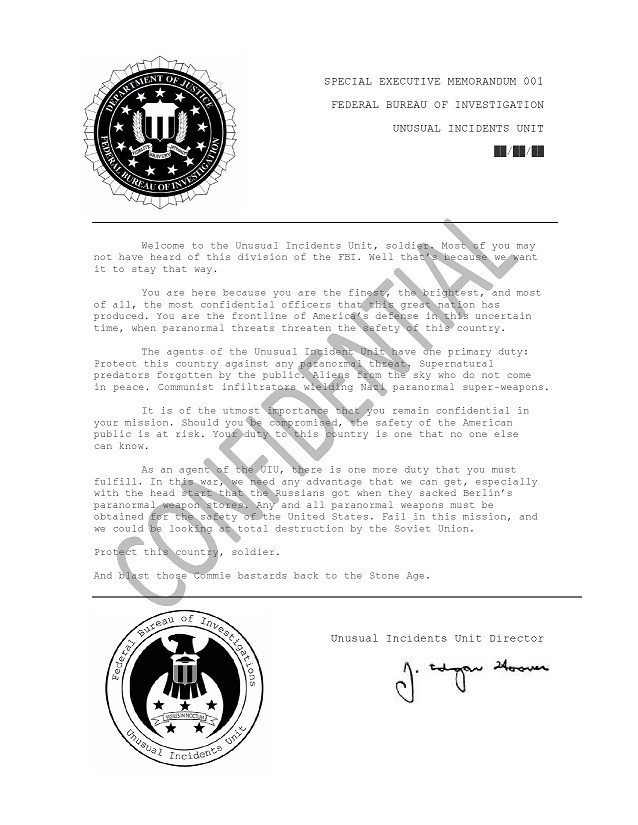 DEPARTMENT OF JUSTICE
FEDERAL BUREAU OF INVESTIGATION
SPECIAL EXECUTIVE MEMORANDUM 001
FEDERAL BUREAU OF INVESTIGATION
UNUSUAL INCIDENTS UNIT
██/██/██
Welcome to the Unusual Incidents Unit, soldier. Most of you may
not have heard of this division of the FBI. Well that's because we want
it to stay that way.
You are here because you are the finest, the brightest, and most
of all, the most confidential officers that this great nation has
produced. You are the frontline of America's defense in this uncertain
time, when paranormal threats threaten the safety of this country.
The agents of the Unusual Incident Unit have one primary duty:
Protect this country against any paranormal threat. Supernatural
predators forgotten by the public. Aliens from the sky who do not come
in peace. Communist infiltrators wielding Nazi paranormal super-weapons.
It is of the utmost importance that you remain confidential in
your mission. Should you be compromised, the safety of the American
public is at risk. Your duty to this country is one that no one else
can know.
As an agent of the UIU, there is one more duty that you must
fulfill. In this war, we need any advantage that we can get, especially
with the head start that the Russians got when they sacked Berlin's
paranormal weapon stores. Any and all paranormal weapons must be
obtained for the safety of the United States. Fail in this mission, and
we could be looking at total destruction by the Soviet Union.
Protect this country, soldier.
And blast those Commie bastards back to the Stone Age.
CONFIDENTIAL
Federal Bureau of Investigations
Unusual Incidents Unit
Unusual Incidents Unit Director
J. Edgar Hoover